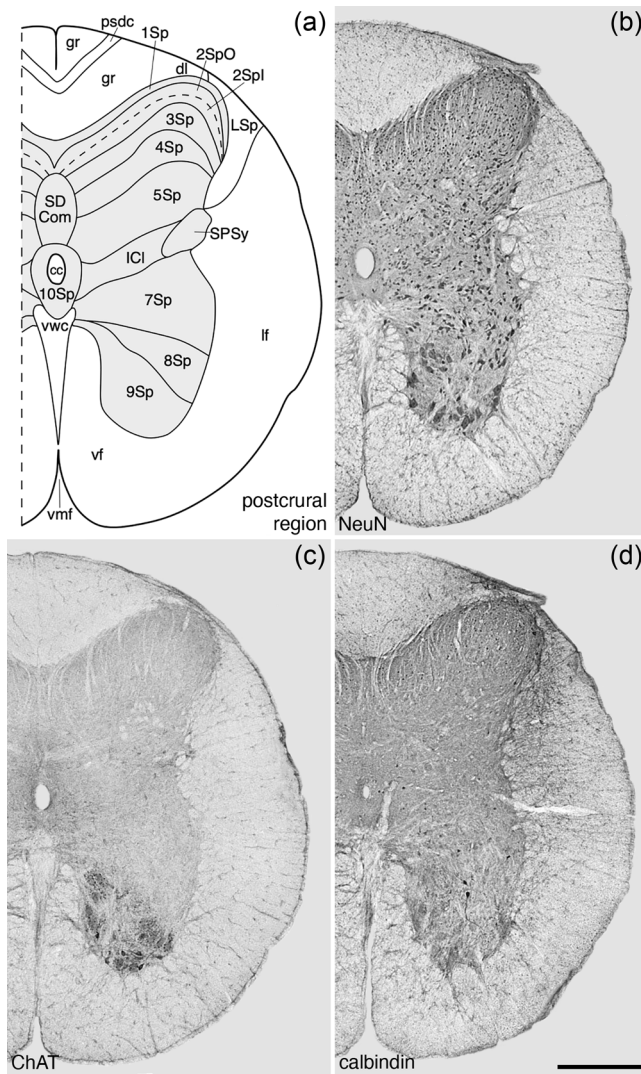 (a)
psdc
gr
1Sp
2SpO
dl
2SpI
gr
3Sp
LSp
4Sp
SD
Com
5Sp
SPSy
ICl
cc
10Sp
7Sp
vwc
lf
8Sp
9Sp
vf
vmf
postcrural
region
(b)
NeuN
(c)
ChAT
(d)
calbindin